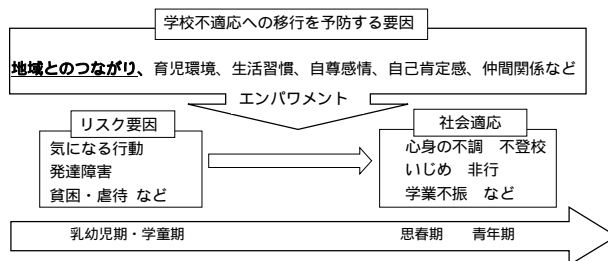 学校不適応への移行を予防する要因
地域とのつながり、育児環境、生活習慣、自尊感情、自己肯定感、仲間関係など
エンパワメント
リスク要因
気になる行動
発達障害
貧困・虐待 など
社会適応
心身の不調 不登校
いじめ 非行
学業不振 など
乳幼児期・学童期
思春期 青年期